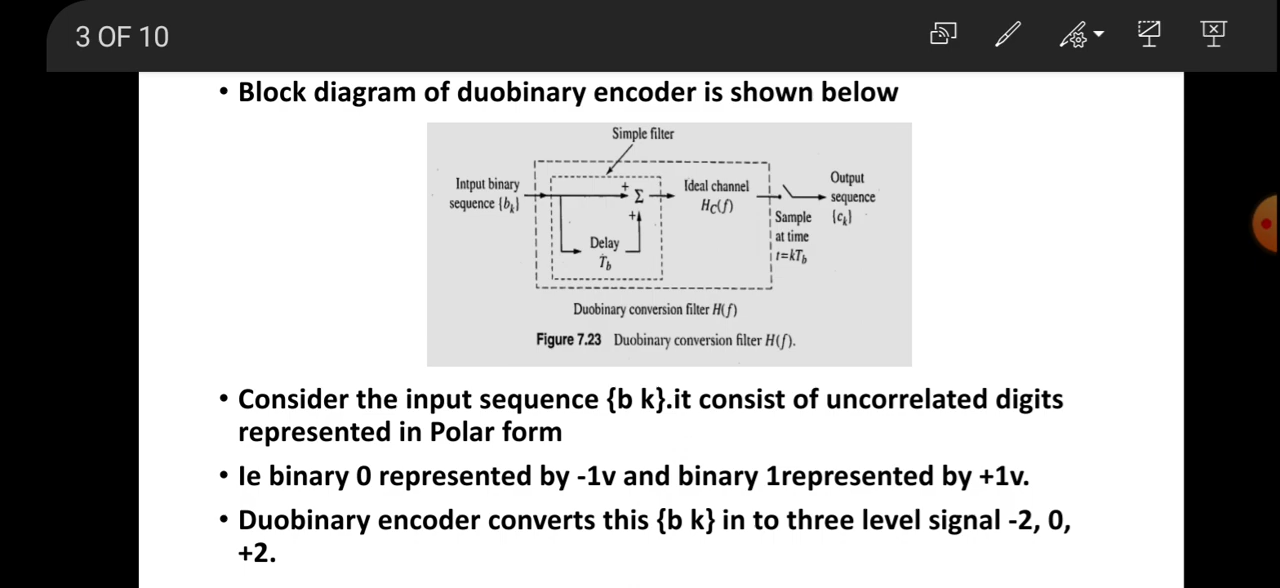 3 OF 10
• Block diagram of duobinary encoder is shown below
Simple filter
Intput binary
sequence {bk}
+
Σ
+
Delay
Tb
Ideal channel
HC(f)
Sample
at time
t=kTb
Output
sequence
{ck}
Duobinary conversion filter H(f)
Figure 7.23 Duobinary conversion filter H(f).
• Consider the input sequence {b k}.it consist of uncorrelated digits
represented in Polar form
• Ie binary 0 represented by -1v and binary 1represented by +1v.
• Duobinary encoder converts this {b k} in to three level signal -2, 0,
+2.